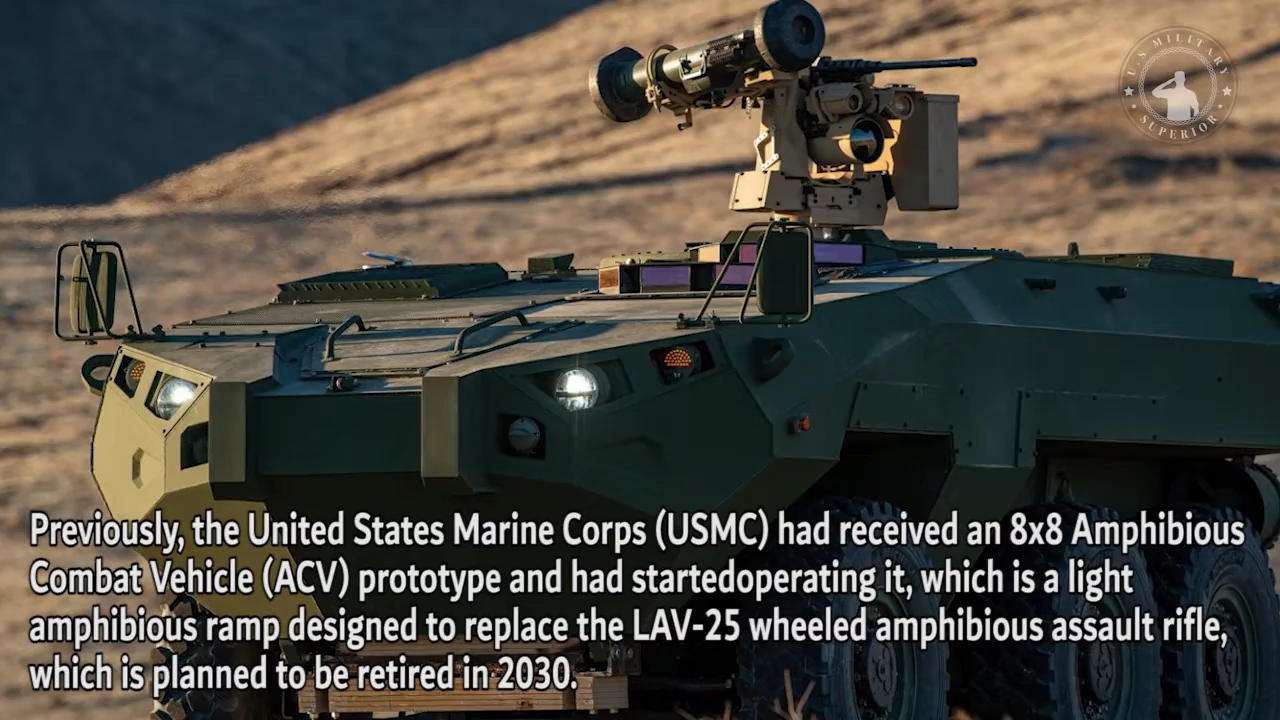 U.S MILITARY
SUPERIOR
Previously, the United States Marine Corps (USMC) had received an 8x8 Amphibious
Combat Vehicle (ACV) prototype and had startedoperating it, which is a light
amphibious ramp designed to replace the LAV-25 wheeled amphibious assault rifle,
which is planned to be retired in 2030.